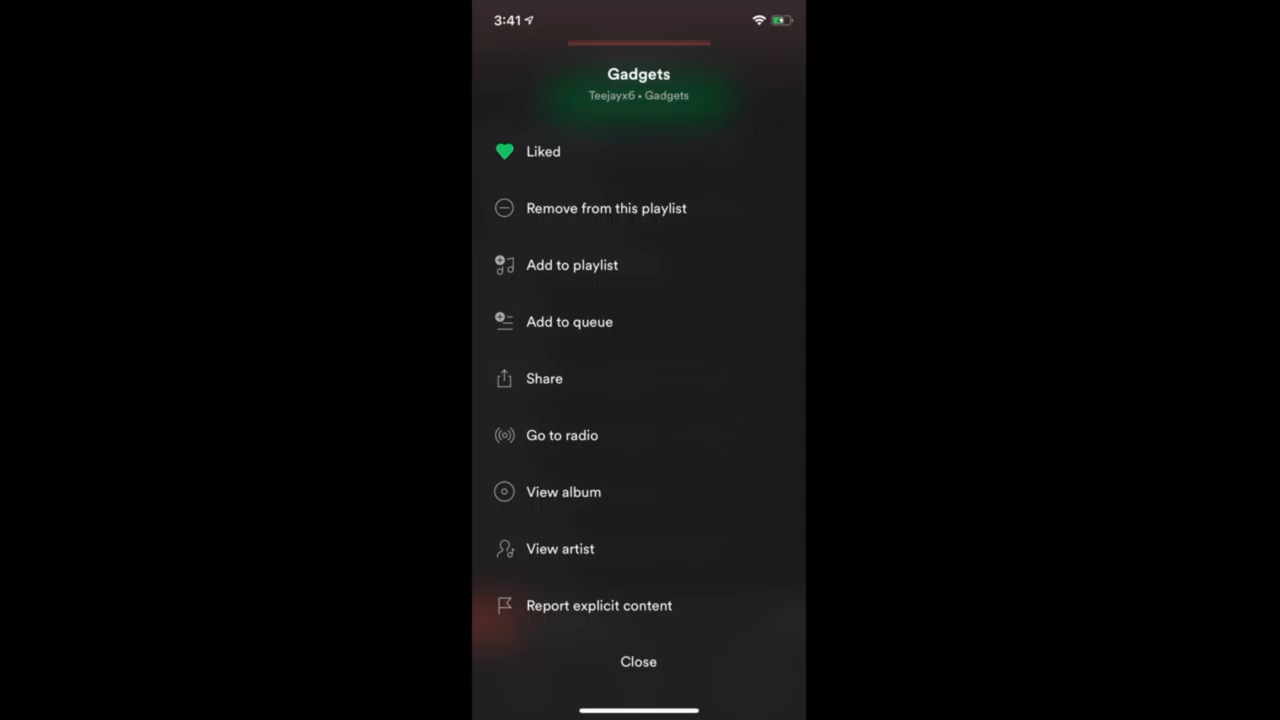 3:41
Gadgets
Teejayx6 • Gadgets
Liked
Remove from this playlist
Add to playlist
Add to queue
Share
Go to radio
View album
View artist
Report explicit content
Close